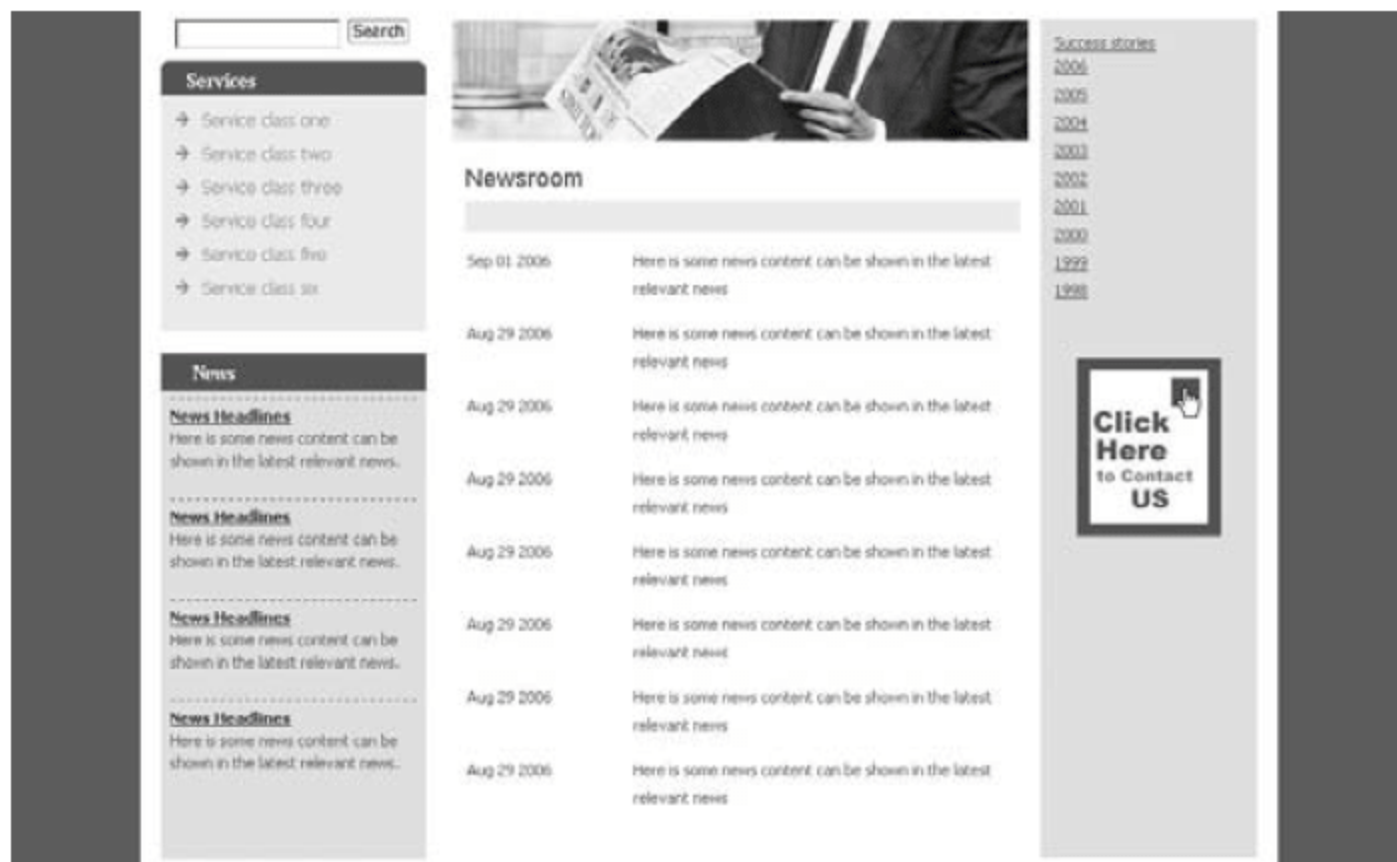 Search
Services
Service class one
Service class two
Service class three
Service class four
Service class five
Service class six
News
News Headlines
Here is some news content can be
shown in the latest relevant news.
News Headlines
Here is some news content can be
shown in the latest relevant news.
News Headlines
Here is some news content can be
shown in the latest relevant news.
News Headlines
Here is some news content can be
shown in the latest relevant news.
Newsroom
Sep 01 2006 Here is some news content can be shown in the latest
relevant news
Aug 29 2006 Here is some news content can be shown in the latest
relevant news
Aug 29 2006 Here is some news content can be shown in the latest
relevant news
Aug 29 2006 Here is some news content can be shown in the latest
relevant news
Aug 29 2006 Here is some news content can be shown in the latest
relevant news
Aug 29 2006 Here is some news content can be shown in the latest
relevant news
Aug 29 2006 Here is some news content can be shown in the latest
relevant news
Aug 29 2006 Here is some news content can be shown in the latest
relevant news
Success stories
2006
2005
2004
2003
2002
2001
2000
1999
1998
Click
Here
to Contact
US